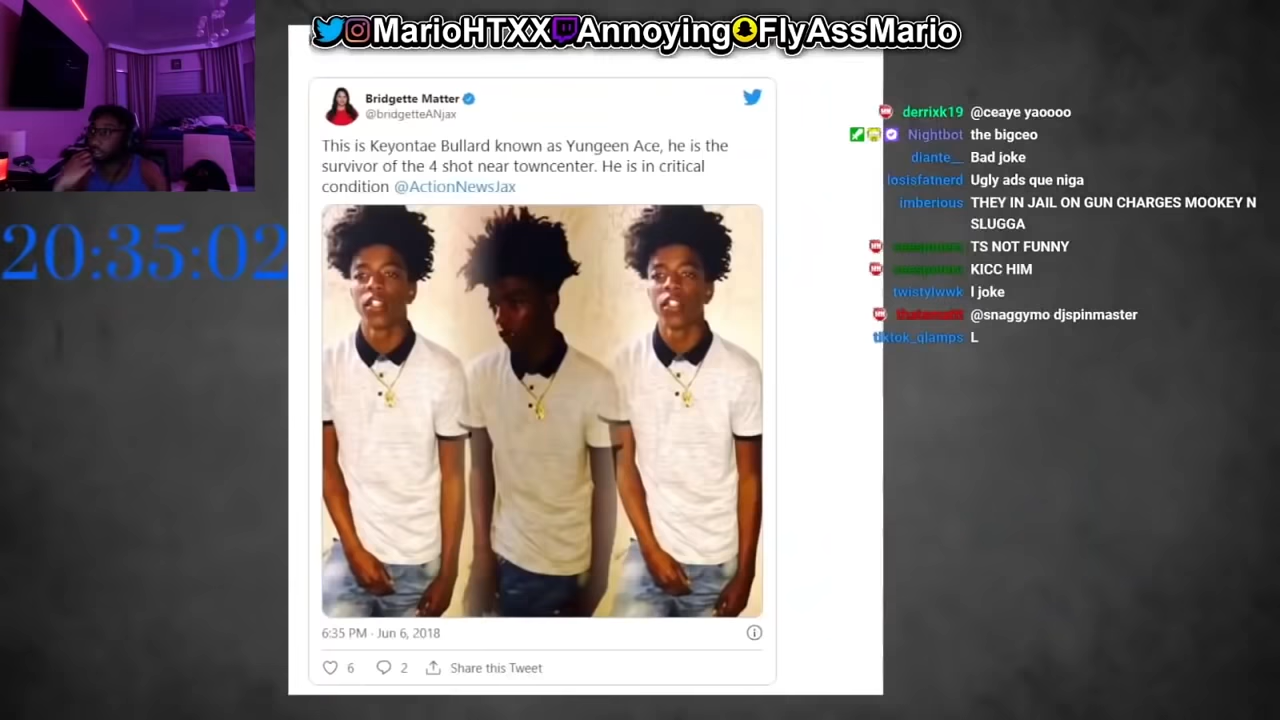 MarioHTXX Annoying FlyAssMario
Bridgette Matter
@bridgetteANjax
This is Keyontae Bullard known as Yungeen Ace, he is the
survivor of the 4 shot near towncenter. He is in critical
condition @ActionNewsJax
6:35 PM · Jun 6, 2018
6 2 Share this Tweet
20:35:02
derrixk19 @ceaye yaoooo
Nightbot the bigceo
diante__ Bad joke
losisfatnerd Ugly ads que niga
imberious THEY IN JAIL ON GUN CHARGES MOOKEY N
SLUGGA
TS NOT FUNNY
KICC HIM
twistylwwk I joke
@snaggymo djspinmaster
tiktok_qlamps L